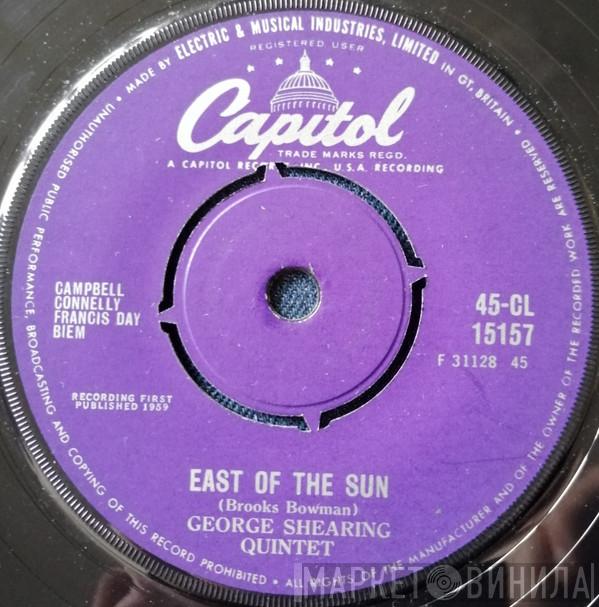 • MADE BY ELECTRIC & MUSICAL INDUSTRIES, LIMITED IN GT. BRITAIN • ALL RIGHTS OF THE MANUFACTURER AND OF THE OWNER OF THE RECORDED WORK ARE RESERVED • UNAUTHORISED PUBLIC PERFORMANCE, BROADCASTING AND COPYING OF THIS RECORD PROHIBITED
REGISTERED USER
Capitol
TRADE MARKS REGD.
A CAPITOL RECORDS, INC., U.S.A. RECORDING
CAMPBELL
CONNELLY
FRANCIS DAY
BIEM
45-CL
15157
F 31128 45
RECORDING FIRST
PUBLISHED 1959
EAST OF THE SUN
(Brooks Bowman)
GEORGE SHEARING
QUINTET
МАРКЕТ ВИНИЛА